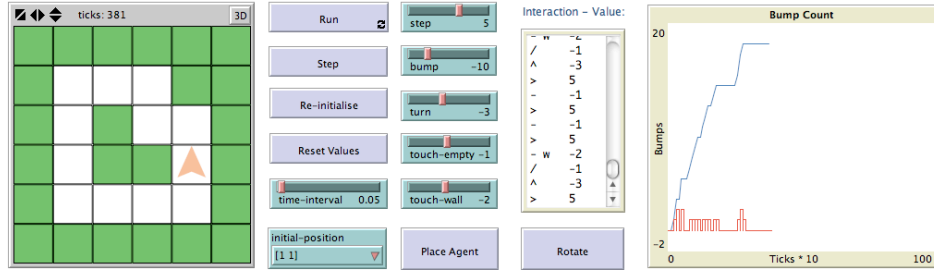 ticks: 381
3D
Run
Step
Re-initialise
Reset Values
time-interval 0.05
initial-position
[1 1]
step 5
bump -10
turn -3
touch-empty -1
touch-wall -2
Place Agent
Rotate
Interaction - Value:
- w -2
/ -1
^ -3
> 5
- -1
> 5
- -1
> 5
- w -2
/ -1
^ -3
> 5
Bump Count
20
Bumps
-2
0
Ticks * 10
100